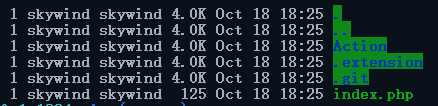 1 skywind skywind 4.0K Oct 18 18:25 .
1 skywind skywind 4.0K Oct 18 18:25 ..
1 skywind skywind 4.0K Oct 18 18:25 Action
1 skywind skywind 4.0K Oct 18 18:25 .extension
1 skywind skywind 4.0K Oct 18 18:25 .git
1 skywind skywind 125 Oct 18 18:25 index.php